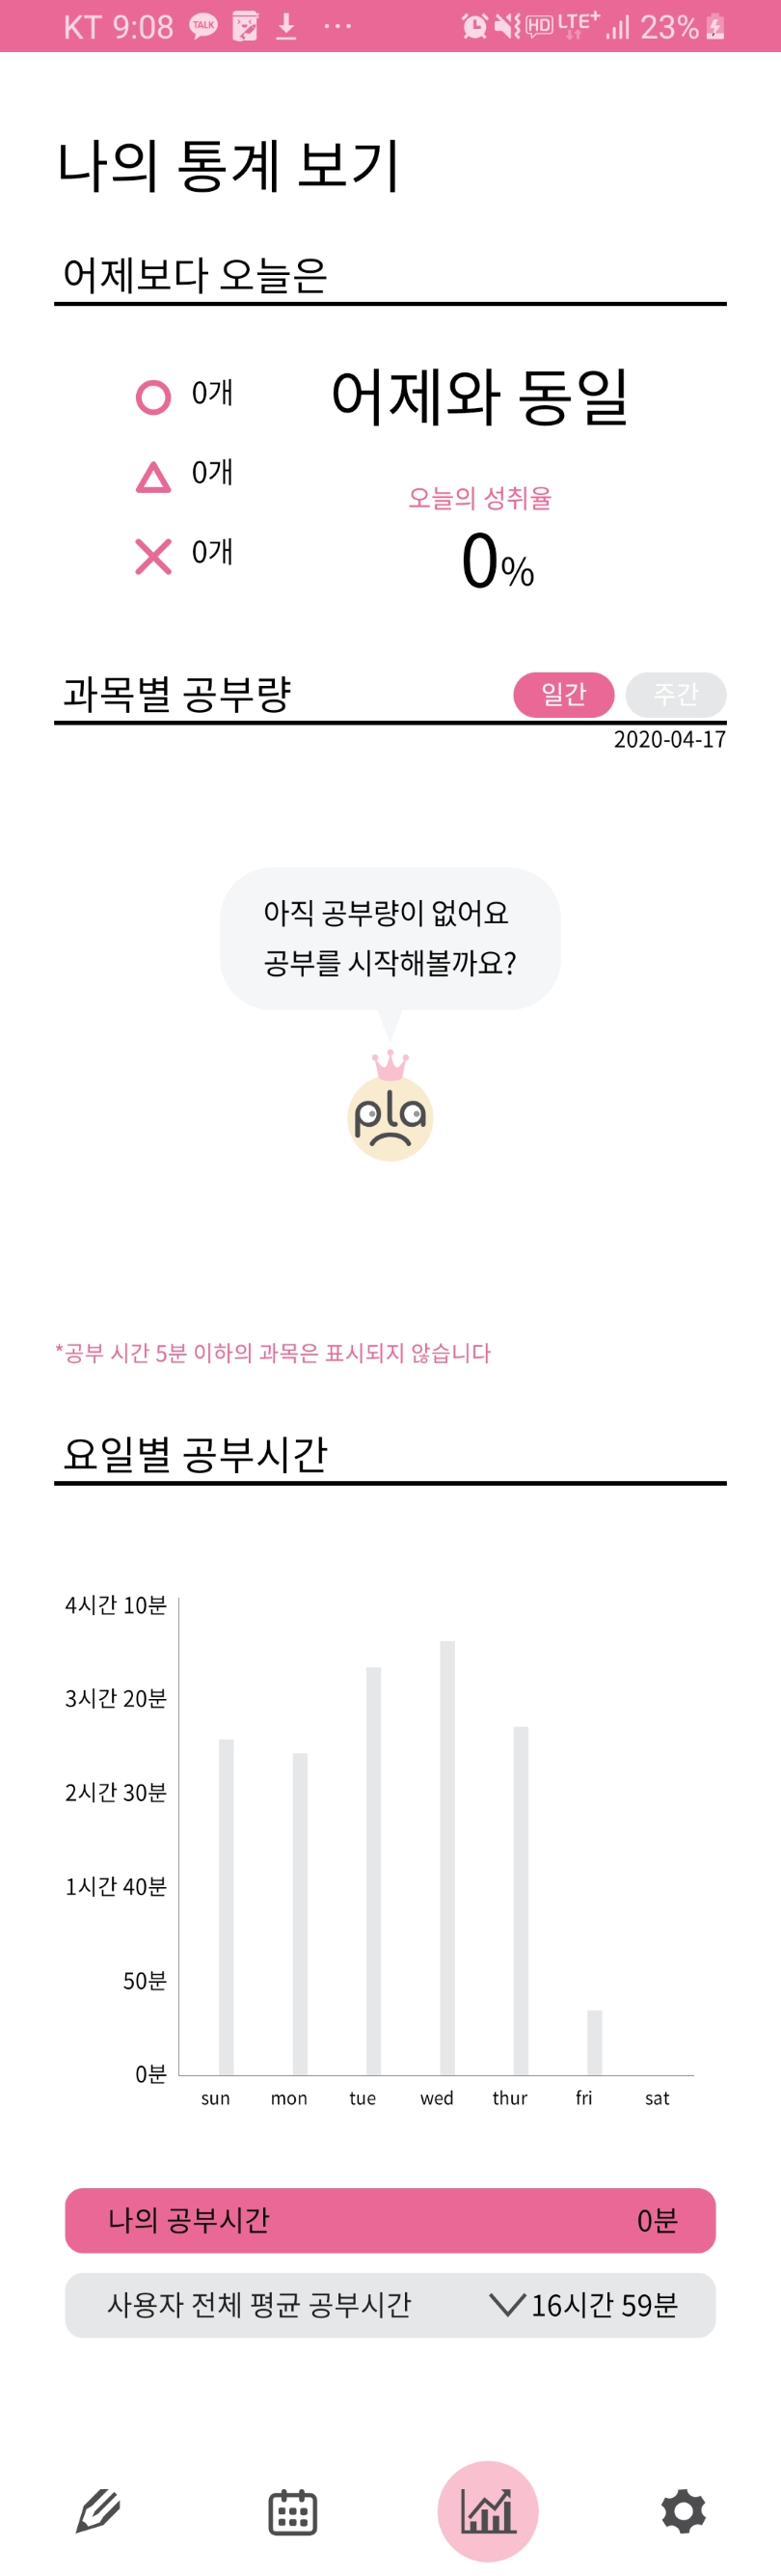 KT 9:08 TALK ... HD LTE+ 23%
나의 통계 보기
어제보다 오늘은
0개
0개
0개
어제와 동일
오늘의 성취율
0%
과목별 공부량
일간 주간
2020-04-17
아직 공부량이 없어요
공부를 시작해볼까요?
pla
*공부 시간 5분 이하의 과목은 표시되지 않습니다
요일별 공부시간
4시간 10분
3시간 20분
2시간 30분
1시간 40분
50분
0분
sun mon tue wed thur fri sat
나의 공부시간 0분
사용자 전체 평균 공부시간 16시간 59분